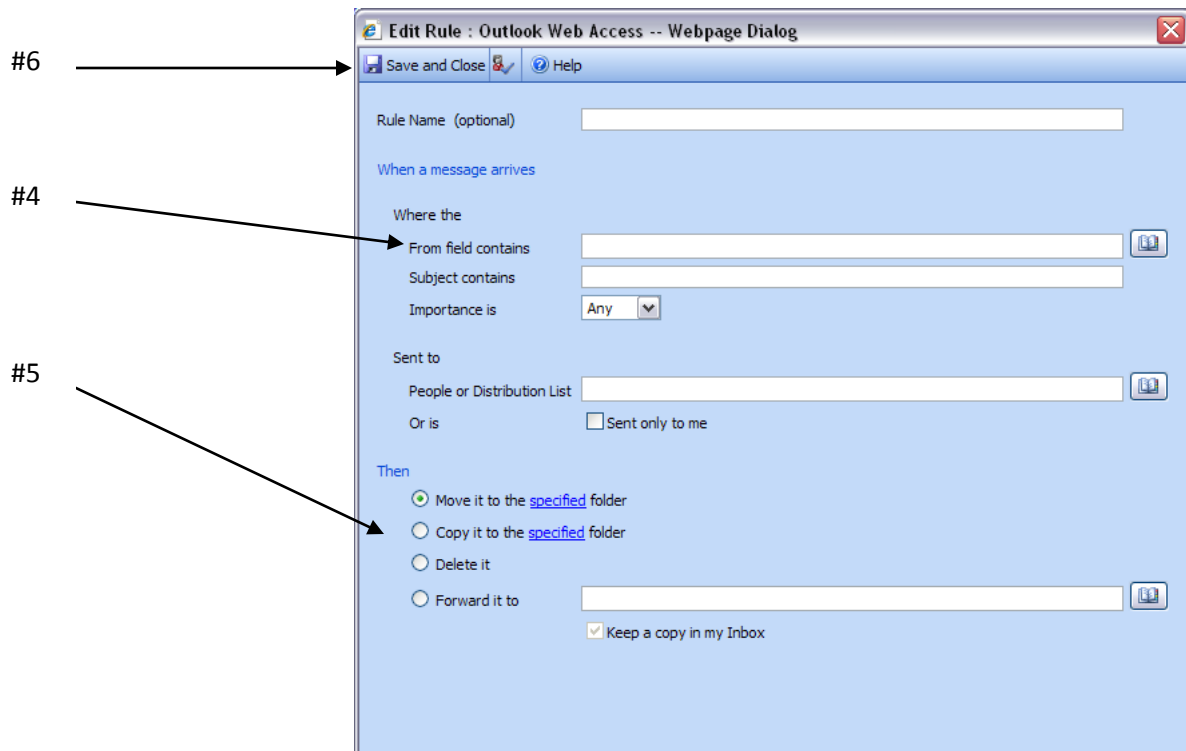 Edit Rule : Outlook Web Access -- Webpage Dialog
#6
Save and Close Help
Rule Name (optional)
When a message arrives
#4
Where the
From field contains
Subject contains
Importance is Any
Sent to
#5
People or Distribution List
Or is Sent only to me
Then
Move it to the specified folder
Copy it to the specified folder
Delete it
Forward it to
Keep a copy in my Inbox